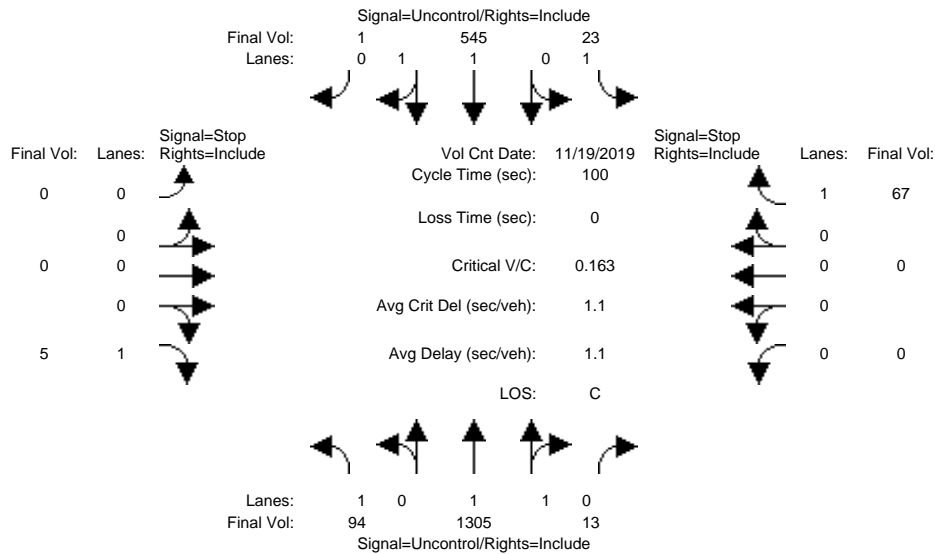 Signal=Uncontrol/Rights=Include
Final Vol: 1 545 23
Lanes: 0 1 1 0 1
Signal=Stop Signal=Stop
Final Vol: Lanes: Rights=Include Vol Cnt Date: 11/19/2019 Rights=Include Lanes: Final Vol:
Cycle Time (sec): 100
0 0 1 67
Loss Time (sec): 0
0 0
0 0 Critical V/C: 0.163 0 0
0 Avg Crit Del (sec/veh): 1.1 0
5 1 Avg Delay (sec/veh): 1.1 0 0
LOS: C
Lanes: 1 0 1 1 0
Final Vol: 94 1305 13
Signal=Uncontrol/Rights=Include